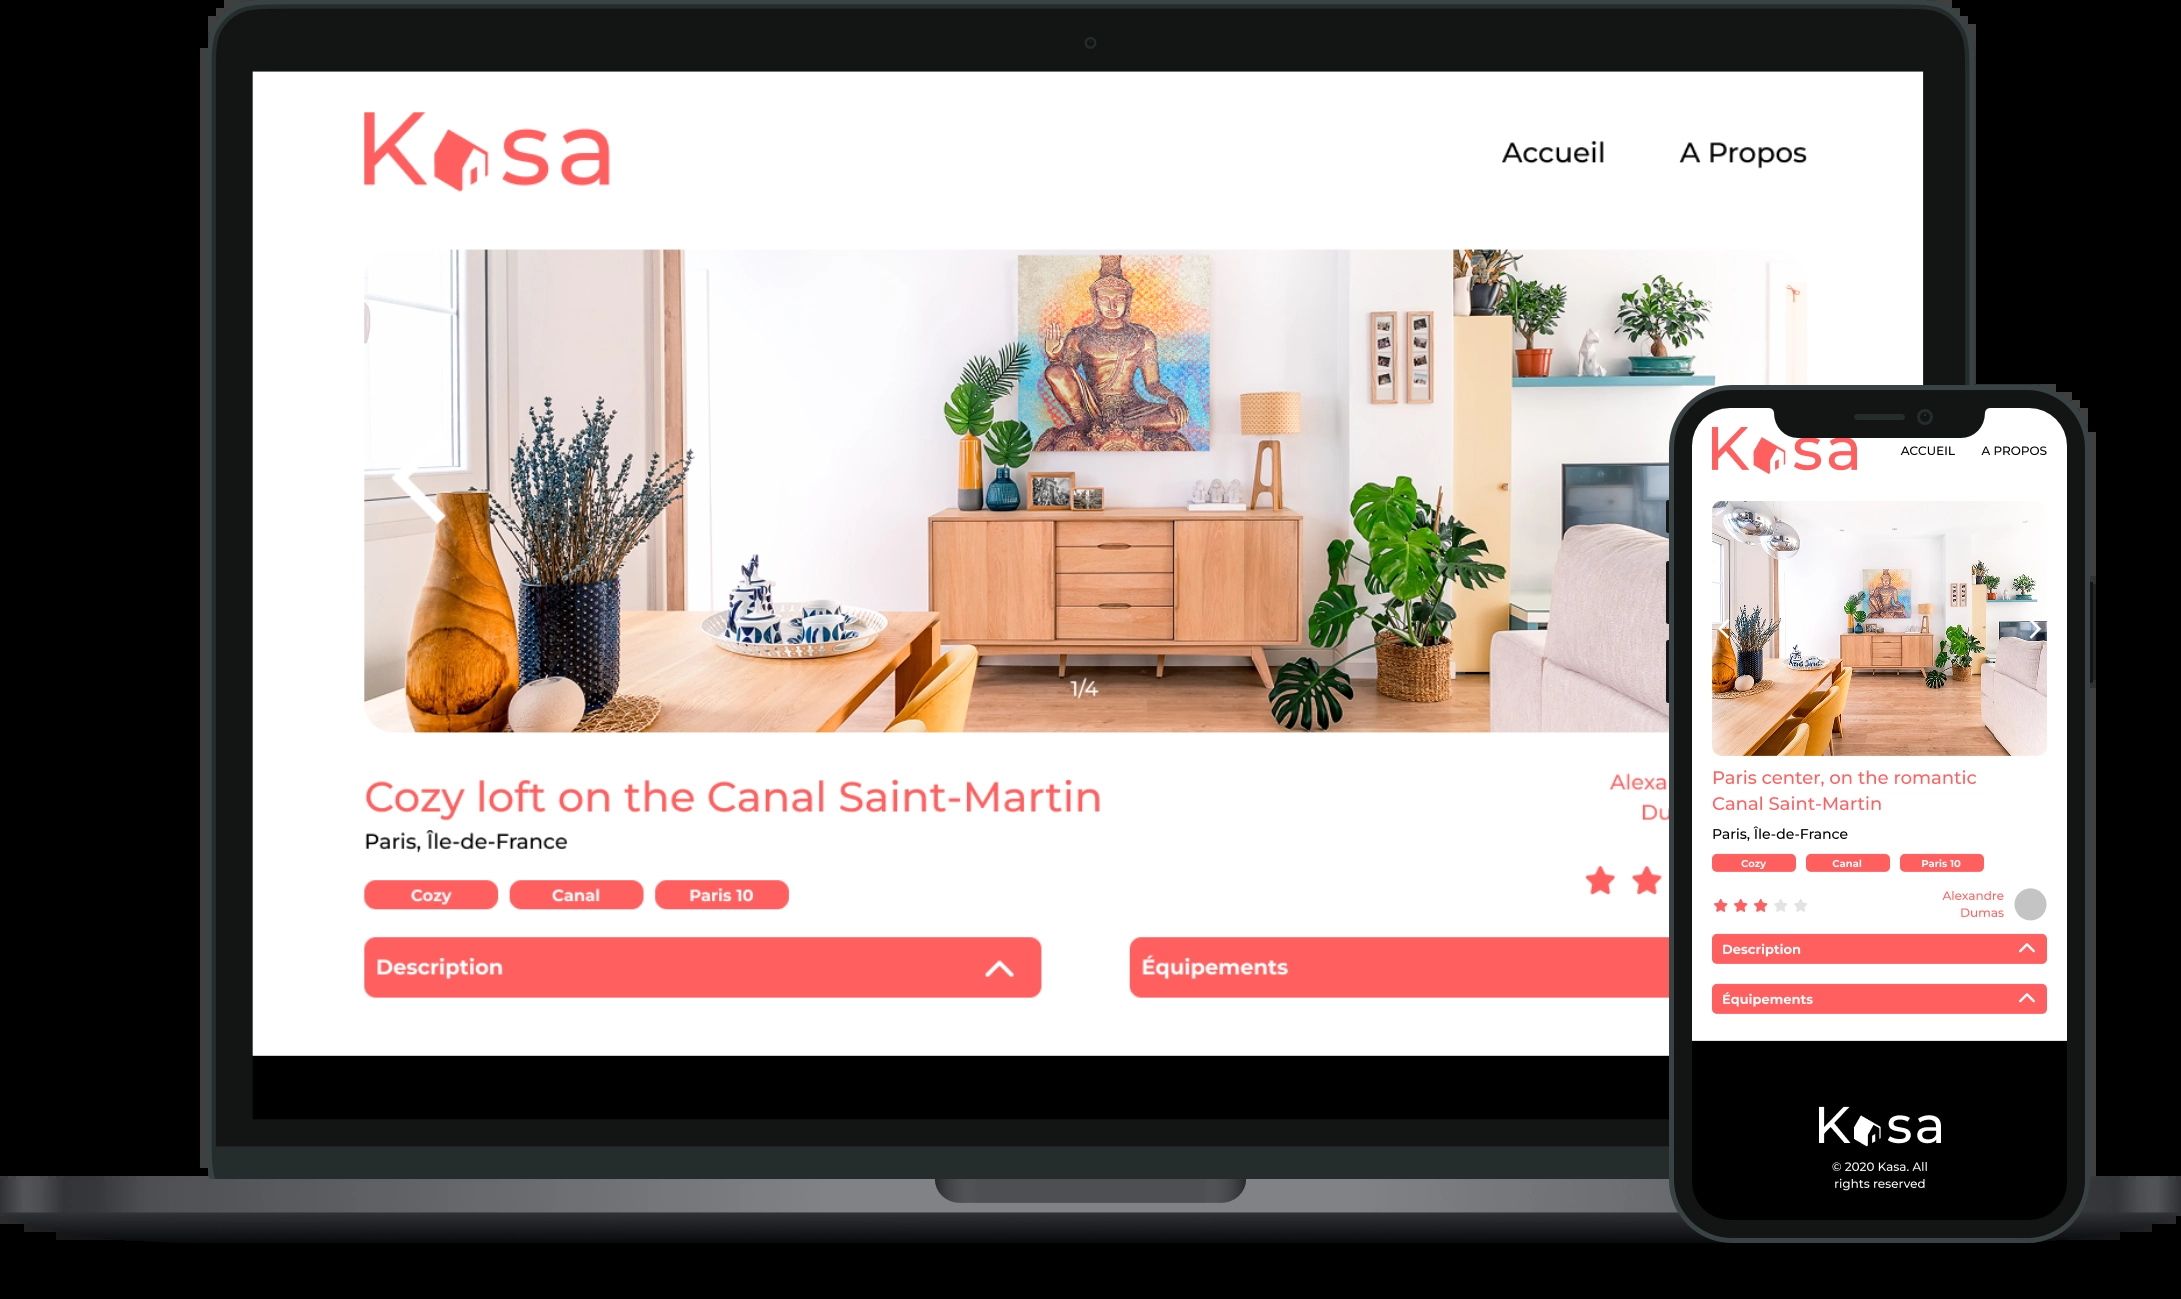 Kasa
Accueil
A Propos
1/4
Cozy loft on the Canal Saint-Martin
Paris, Île-de-France
Cozy
Canal
Paris 10
Alexa
Du
Description
Équipements
Kasa
ACCUEIL
A PROPOS
Paris center, on the romantic
Canal Saint-Martin
Paris, Île-de-France
Cozy
Canal
Paris 10
Alexandre
Dumas
Description
Équipements
Kasa
© 2020 Kasa. All
rights reserved